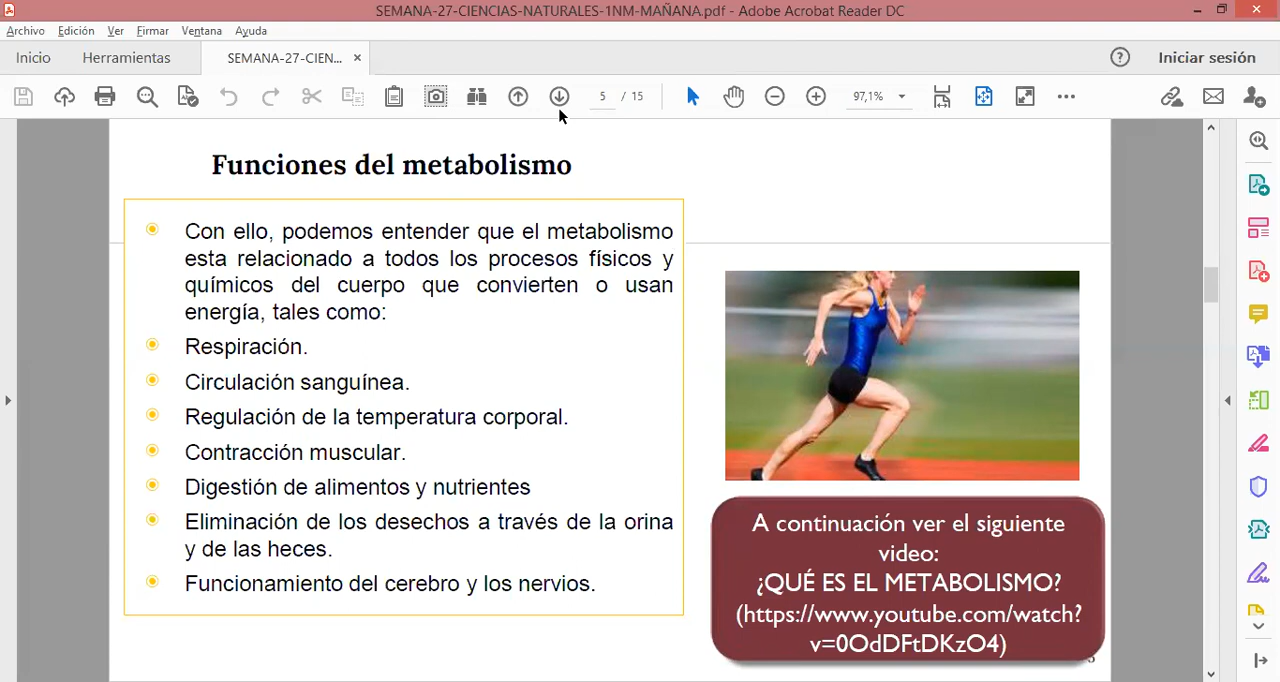 SEMANA-27-CIENCIAS-NATURALES-1NM-MAÑANA.pdf - Adobe Acrobat Reader DC
Archivo Edición Ver Firmar Ventana Ayuda
Inicio Herramientas SEMANA-27-CIEN... Iniciar sesión
5 / 15 97,1%
Funciones del metabolismo
Con ello, podemos entender que el metabolismo
esta relacionado a todos los procesos físicos y
químicos del cuerpo que convierten o usan
energía, tales como:
Respiración.
Circulación sanguínea.
Regulación de la temperatura corporal.
Contracción muscular.
Digestión de alimentos y nutrientes
Eliminación de los desechos a través de la orina
y de las heces.
Funcionamiento del cerebro y los nervios.
A continuación ver el siguiente
video:
¿QUÉ ES EL METABOLISMO?
(https://www.youtube.com/watch?
v=0OdDFtDKzO4)